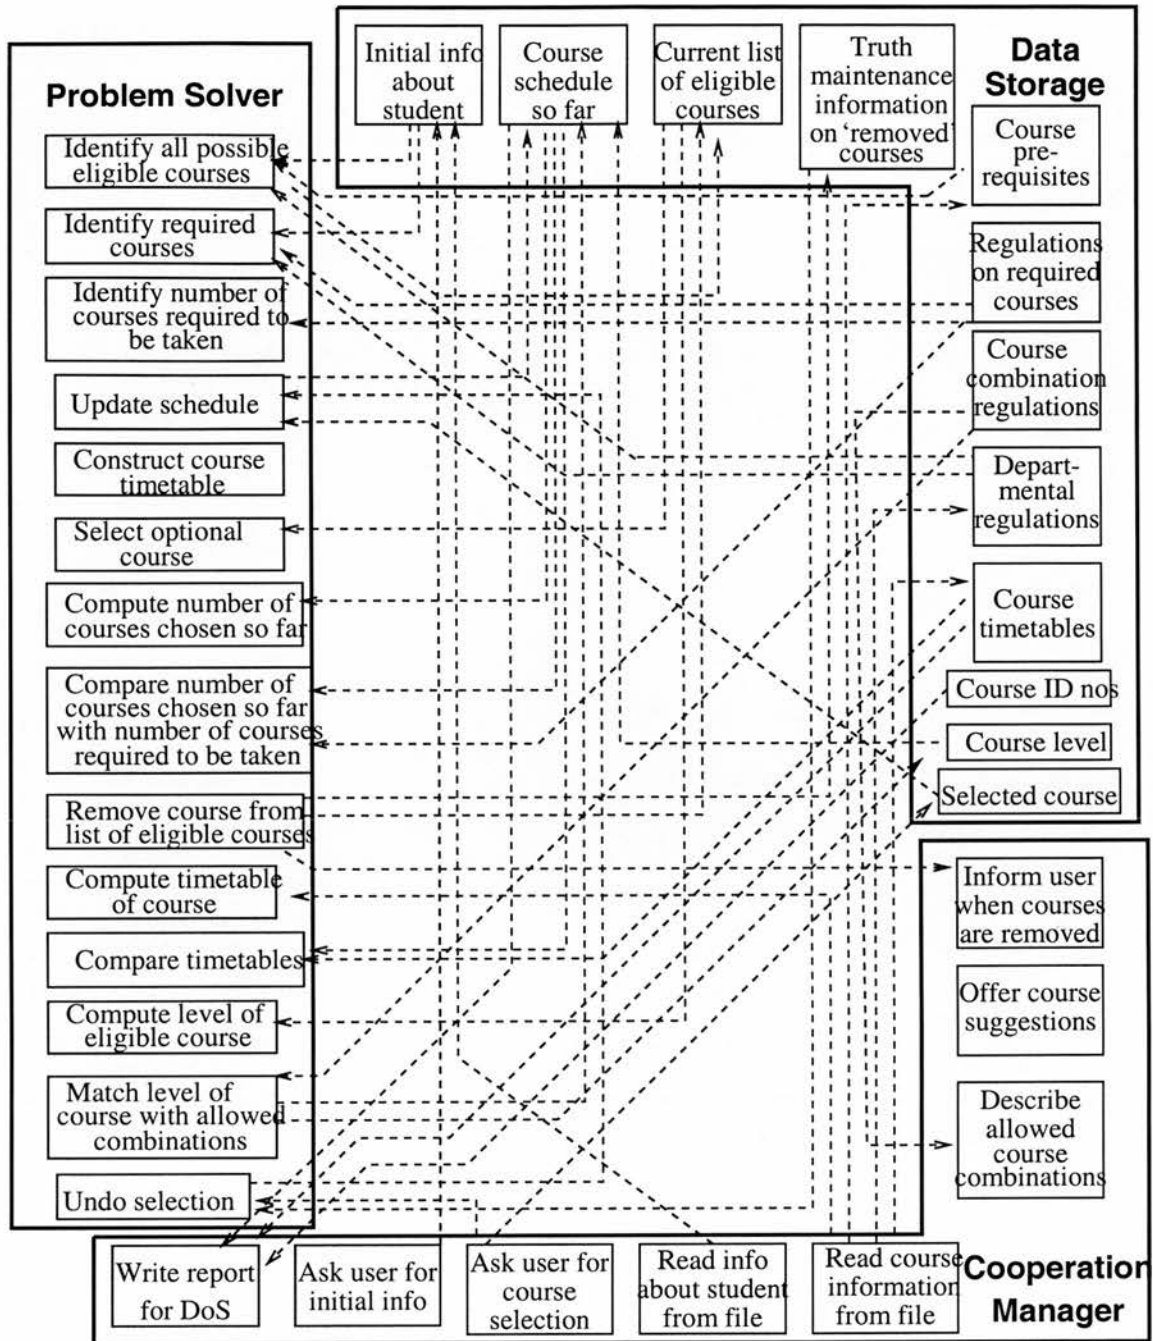 Problem Solver
Identify all possible
eligible courses
Identify required
courses
Identify number of
courses required to
be taken
Update schedule
Construct course
timetable
Select optional
course
Compute number of
courses chosen so far
Compare number of
courses chosen so far
with number of courses
required to be taken
Remove course from
list of eligible courses
Compute timetable
of course
Compare timetables
Compute level of
eligible course
Match level of
course with allowed
combinations
Undo selection
Initial info
about
student
Course
schedule
so far
Current list
of eligible
courses
Truth
maintenance
information
on ‘removed’
courses
Data
Storage
Course
pre-
requisites
Regulations
on required
courses
Course
combination
regulations
Depart-
mental
regulations
Course
timetables
Course ID nos
Course level
Selected course
Inform user
when courses
are removed
Offer course
suggestions
Describe
allowed
course
combinations
Write report
for DoS
Ask user for
initial info
Ask user for
course
selection
Read info
about student
from file
Read course
information
from file
Cooperation
Manager